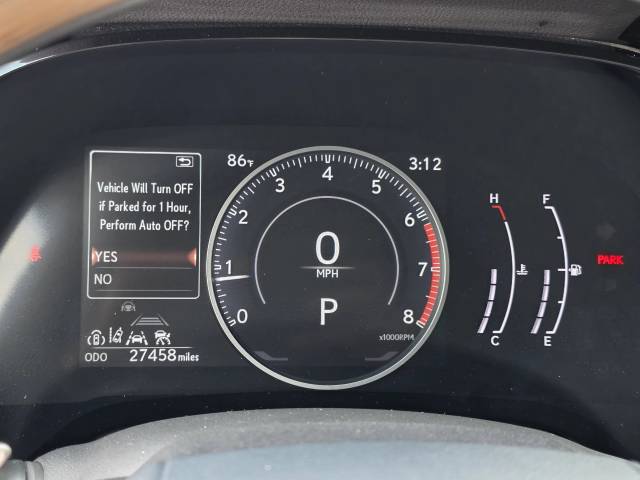 Vehicle Will Turn OFF
if Parked for 1 Hour,
Perform Auto OFF?
YES
NO
ODO 27458 miles
86°F
3:12
0
1
2
3
4
5
6
7
8
x1000RPM
0
MPH
P
H
C
F
E
PARK